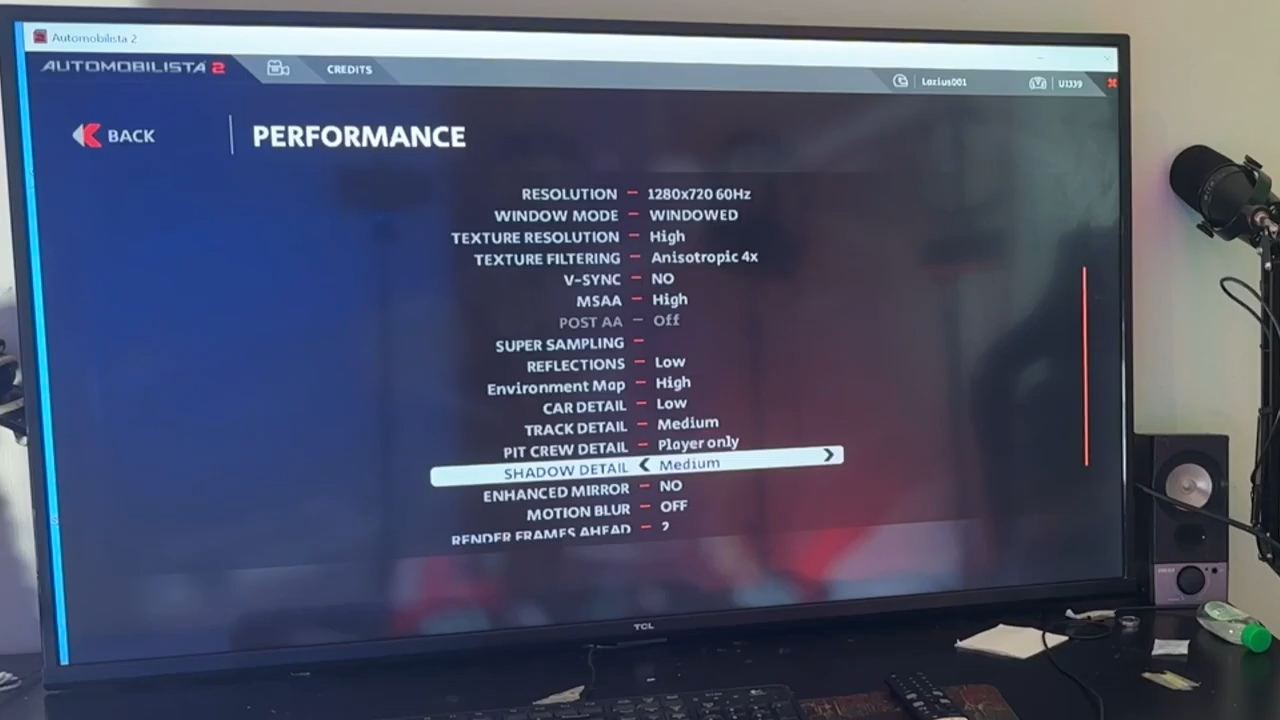 Automobilista 2
AUTOMOBILISTA 2
CREDITS
Laxius001
U1339
BACK
PERFORMANCE
RESOLUTION – 1280x720 60Hz
WINDOW MODE – WINDOWED
TEXTURE RESOLUTION – High
TEXTURE FILTERING – Anisotropic 4x
V-SYNC – NO
MSAA – High
POST AA – Off
SUPER SAMPLING –
REFLECTIONS – Low
Environment Map – High
CAR DETAIL – Low
TRACK DETAIL – Medium
PIT CREW DETAIL – Player only
SHADOW DETAIL < Medium >
ENHANCED MIRROR – NO
MOTION BLUR – OFF
RENDER FRAMES AHEAD – 2
TCL